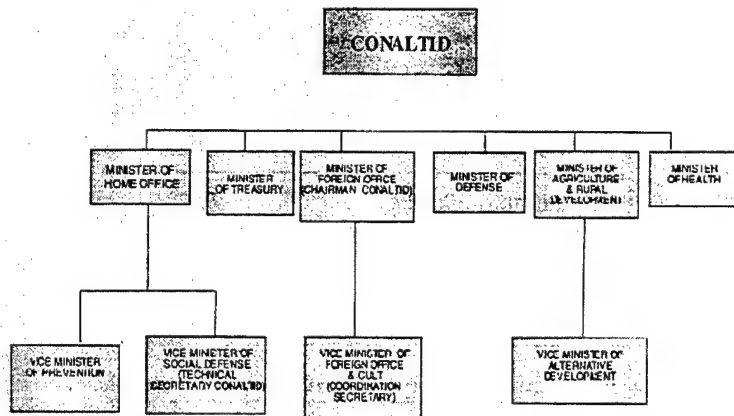 CONALTID
MINISTER OF
HOME OFFICE
MINISTER
OF TREASURY
MINISTER OF
FOREIGN OFFICE
(CHAIRMAN CONALTID)
MINISTER OF
DEFENSE
MINISTER OF
AGRICULTURE
& RURAL
DEVELOPMENT
MINISTER
OF HEALTH
VICE MINISTER
OF PREVENTION
VICE MINISTER OF
SOCIAL DEFENSE
(TECHNICAL
SECRETARY CONALTID)
VICE MINISTER OF
FOREIGN OFFICE
& CULT
(COORDINATION
SECRETARY)
VICE MINISTER OF
ALTERNATIVE
DEVELOPMENT